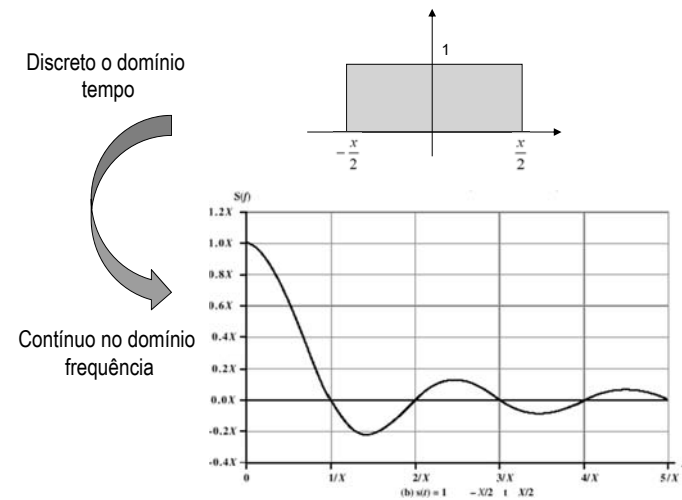 Discreto o domínio
tempo
1
− x/2
x/2
Contínuo no domínio
frequência
S(f)
1.2X
1.0X
0.8X
0.6X
0.4X
0.2X
0.0X
-0.2X
-0.4X
0 1/X 2/X 3/X 4/X 5/X
(b) s(t) = 1 − X/2 t X/2